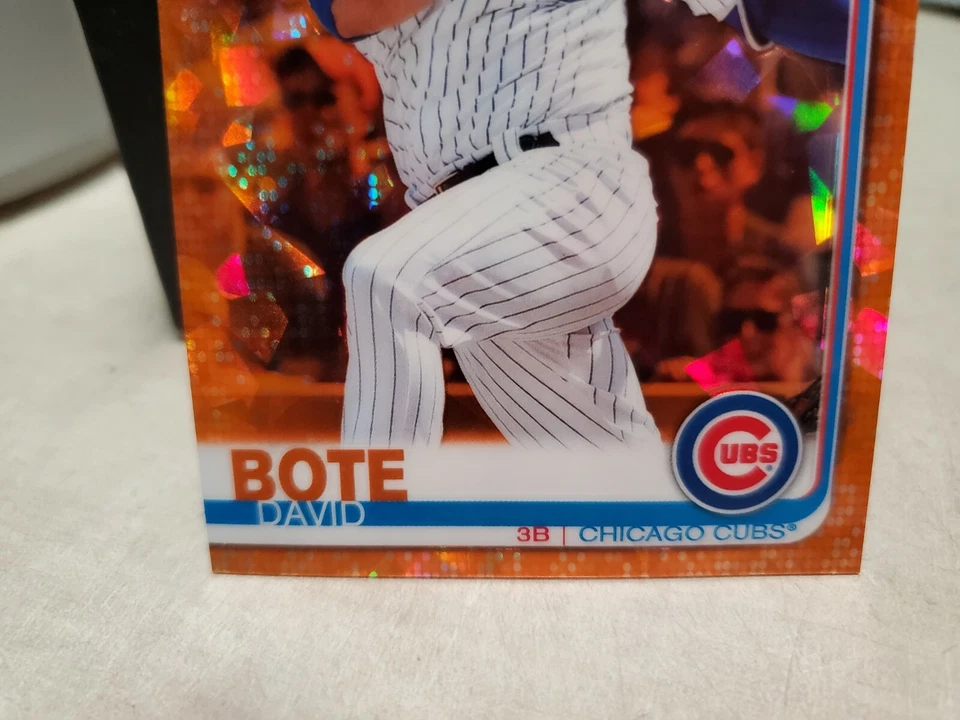 CUBS®
BOTE
DAVID
3B | CHICAGO CUBS®